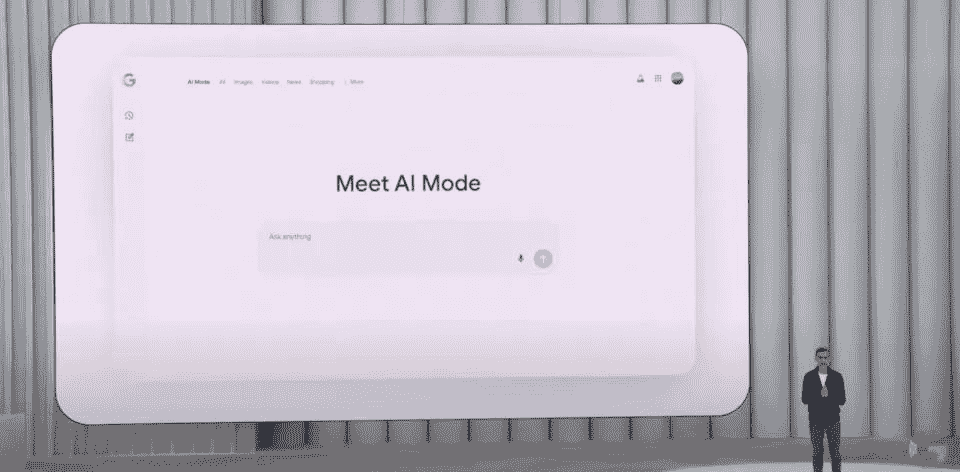 G
AI Mode All Images Videos News Shopping More
Meet AI Mode
Ask anything